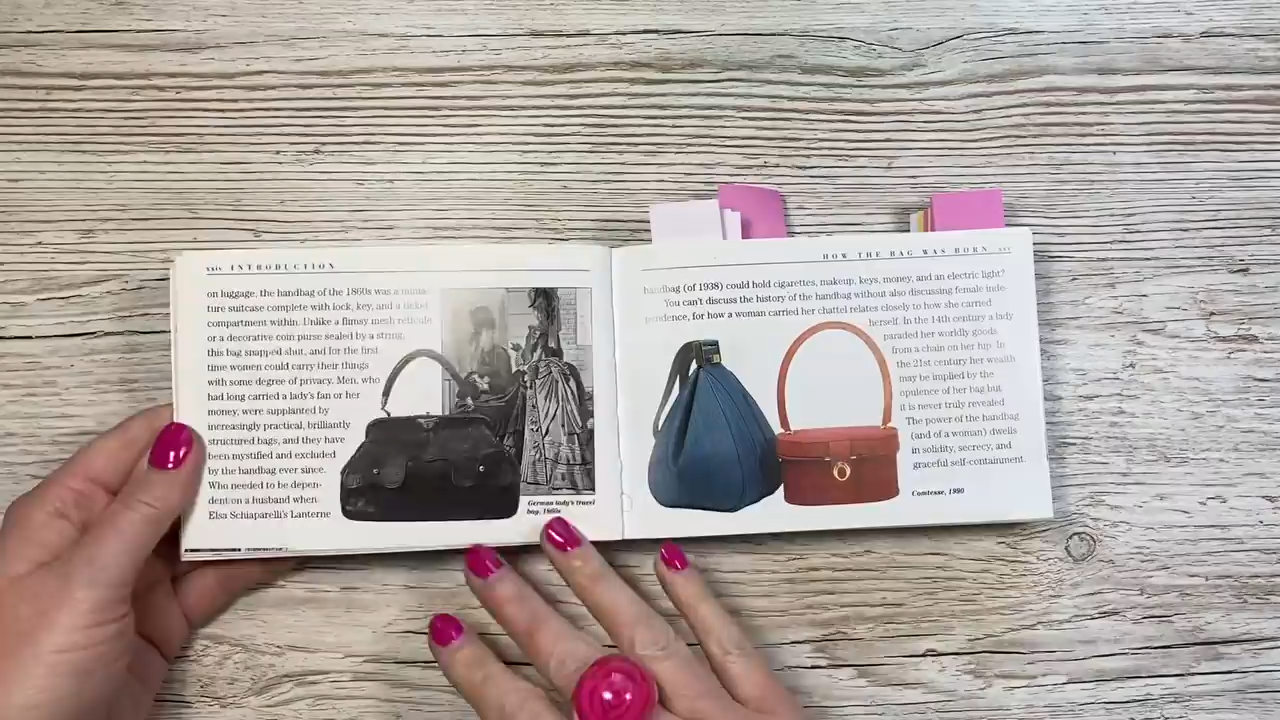 xxiv INTRODUCTION
on luggage, the handbag of the 1860s was a minia-
ture suitcase complete with lock, key, and a ticket
compartment within. Unlike a flimsy mesh reticule
or a decorative coin purse sealed by a string,
this bag snapped shut, and for the first
time women could carry their things
with some degree of privacy. Men, who
had long carried a lady's fan or her
money, were supplanted by
increasingly practical, brilliantly
structured bags, and they have
been mystified and excluded
by the handbag ever since.
Who needed to be depen-
dent on a husband when
Elsa Schiaparelli's Lanterne
German lady's travel
bag, 1860s
HOW THE BAG WAS BORN xxv
handbag (of 1938) could hold cigarettes, makeup, keys, money, and an electric light?
You can't discuss the history of the handbag without also discussing female inde-
pendence, for how a woman carried her chattel relates closely to how she carried
herself. In the 14th century a lady
paraded her worldly goods
from a chain on her hip. In
the 21st century her wealth
may be implied by the
opulence of her bag but
it is never truly revealed
The power of the handbag
(and of a woman) dwells
in solidity, secrecy, and
graceful self-containment.
Comtesse, 1990